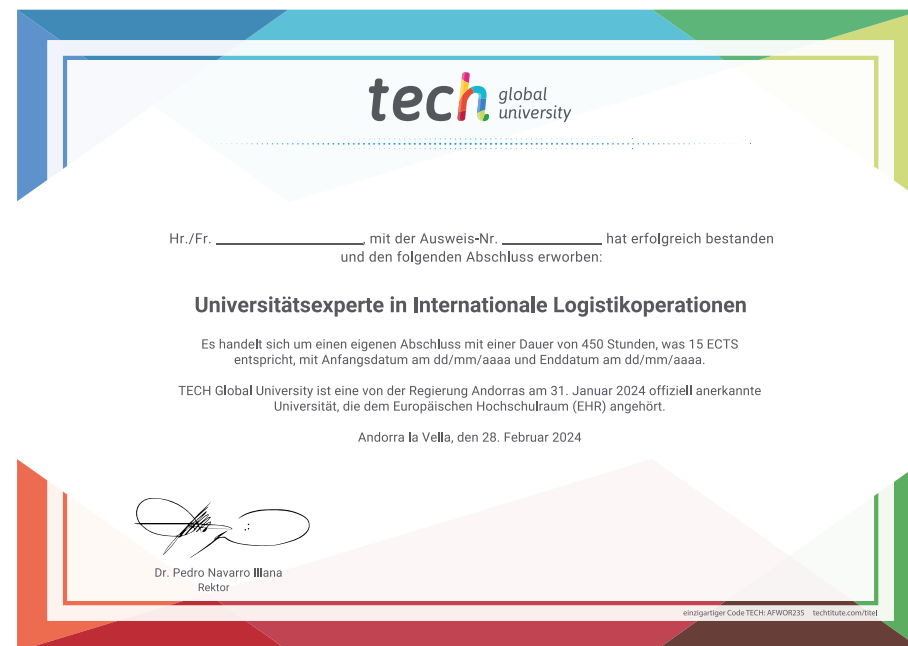 tech global university
Hr./Fr. ____________________, mit der Ausweis-Nr. ______________ hat erfolgreich bestanden
und den folgenden Abschluss erworben:
Universitätsexperte in Internationale Logistikoperationen
Es handelt sich um einen eigenen Abschluss mit einer Dauer von 450 Stunden, was 15 ECTS
entspricht, mit Anfangsdatum am dd/mm/aaaa und Enddatum am dd/mm/aaaa.
TECH Global University ist eine von der Regierung Andorras am 31. Januar 2024 offiziell anerkannte
Universität, die dem Europäischen Hochschulraum (EHR) angehört.
Andorra la Vella, den 28. Februar 2024
Dr. Pedro Navarro Illana
Rektor
einzigartiger Code TECH: AFWOR235 techtitute.com/titel